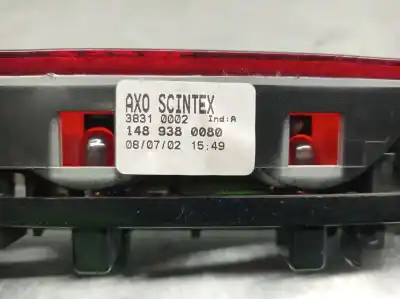 AXO SCINTEX
3831 0002 Ind:A
148 938 0080
08/07/02 15:49